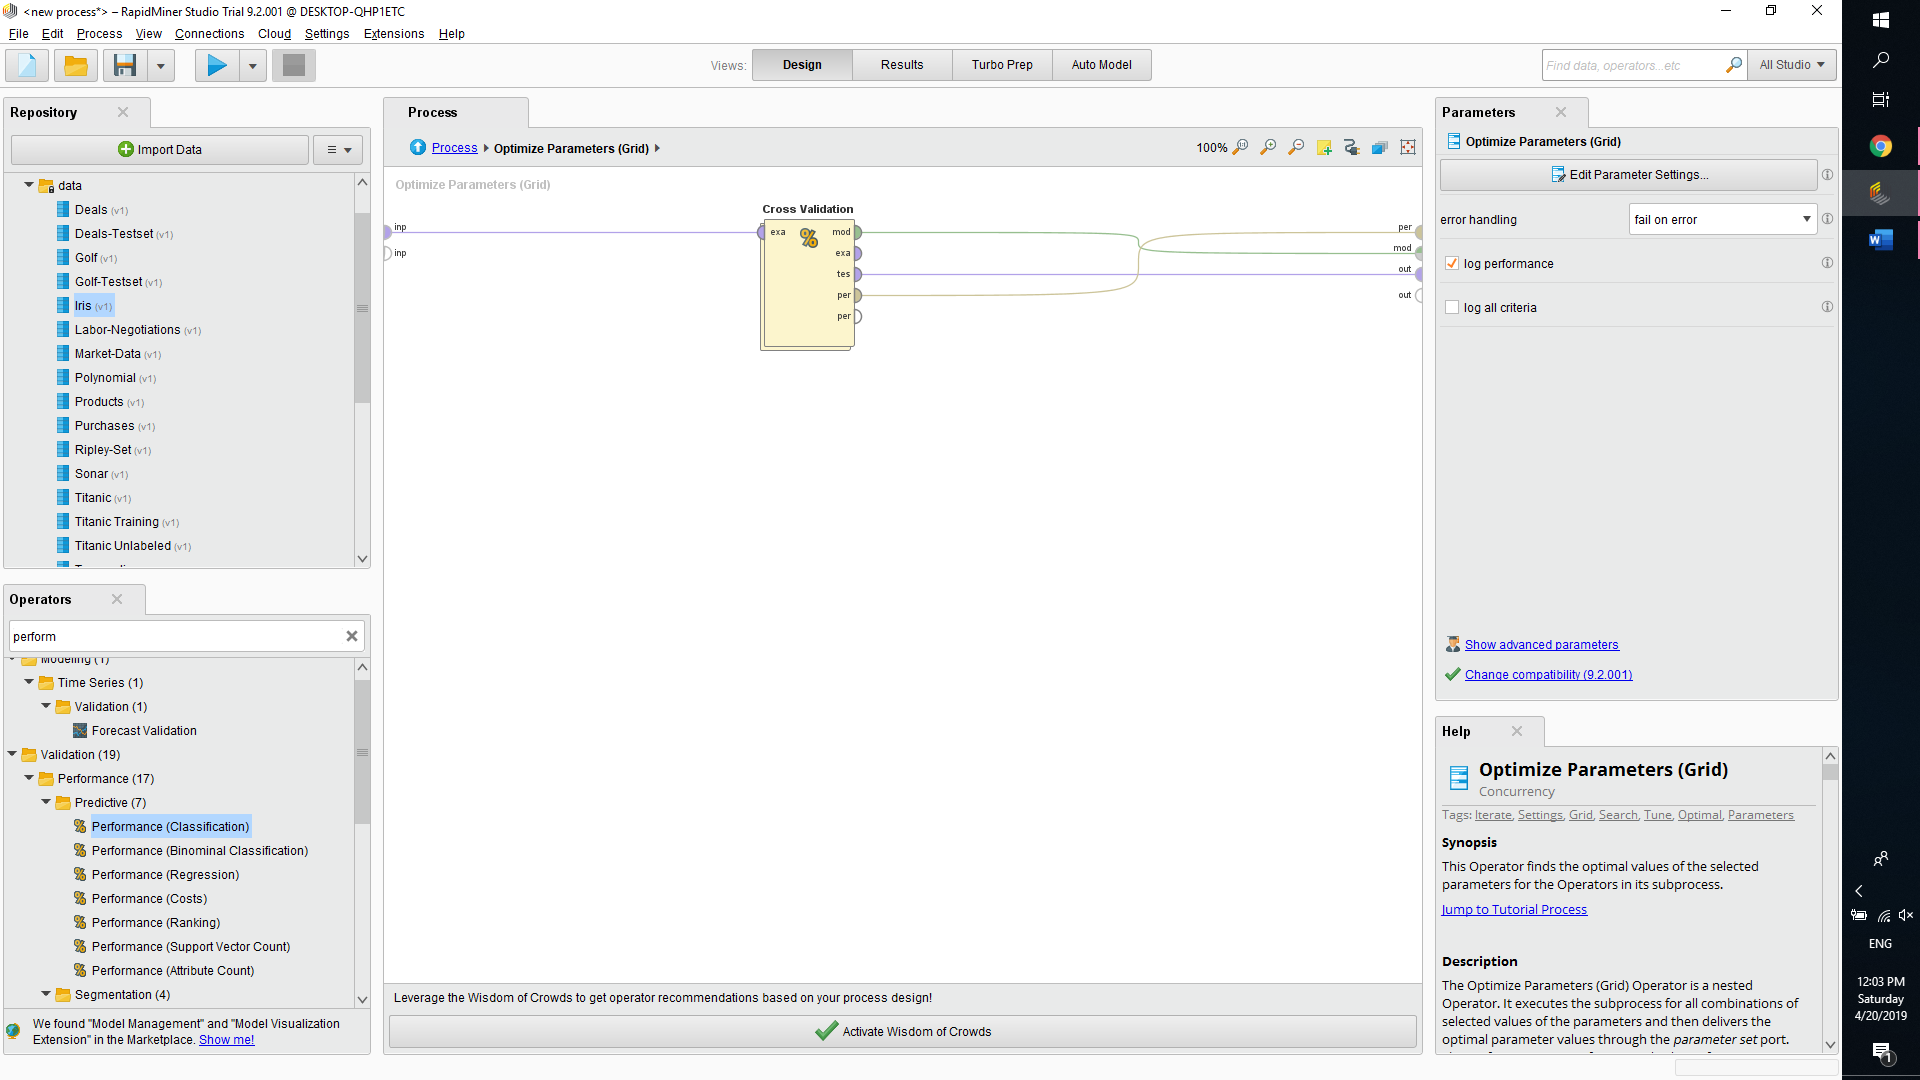 <new process*> – RapidMiner Studio Trial 9.2.001 @ DESKTOP-QHP1ETC
File Edit Process View Connections Cloud Settings Extensions Help
Views: Design Results Turbo Prep Auto Model
Find data, operators...etc
All Studio
Repository
Import Data
data
Deals (v1)
Deals-Testset (v1)
Golf (v1)
Golf-Testset (v1)
Iris (v1)
Labor-Negotiations (v1)
Market-Data (v1)
Polynomial (v1)
Products (v1)
Purchases (v1)
Ripley-Set (v1)
Sonar (v1)
Titanic (v1)
Titanic Training (v1)
Titanic Unlabeled (v1)
Operators
perform
Modeling (1)
Time Series (1)
Validation (1)
Forecast Validation
Validation (19)
Performance (17)
Predictive (7)
Performance (Classification)
Performance (Binominal Classification)
Performance (Regression)
Performance (Costs)
Performance (Ranking)
Performance (Support Vector Count)
Performance (Attribute Count)
Segmentation (4)
We found "Model Management" and "Model Visualization
Extension" in the Marketplace. Show me!
Process
Process Optimize Parameters (Grid)
100%
Optimize Parameters (Grid)
Cross Validation
inp
inp
exa
mod
exa
tes
per
per
per
mod
out
out
Leverage the Wisdom of Crowds to get operator recommendations based on your process design!
Activate Wisdom of Crowds
Parameters
Optimize Parameters (Grid)
Edit Parameter Settings...
error handling
fail on error
log performance
log all criteria
Show advanced parameters
Change compatibility (9.2.001)
Help
Optimize Parameters (Grid)
Concurrency
Tags: Iterate, Settings, Grid, Search, Tune, Optimal, Parameters
Synopsis
This Operator finds the optimal values of the selected
parameters for the Operators in its subprocess.
Jump to Tutorial Process
Description
The Optimize Parameters (Grid) Operator is a nested
Operator. It executes the subprocess for all combinations of
selected values of the parameters and then delivers the
optimal parameter values through the parameter set port.
ENG
12:03 PM
Saturday
4/20/2019
1